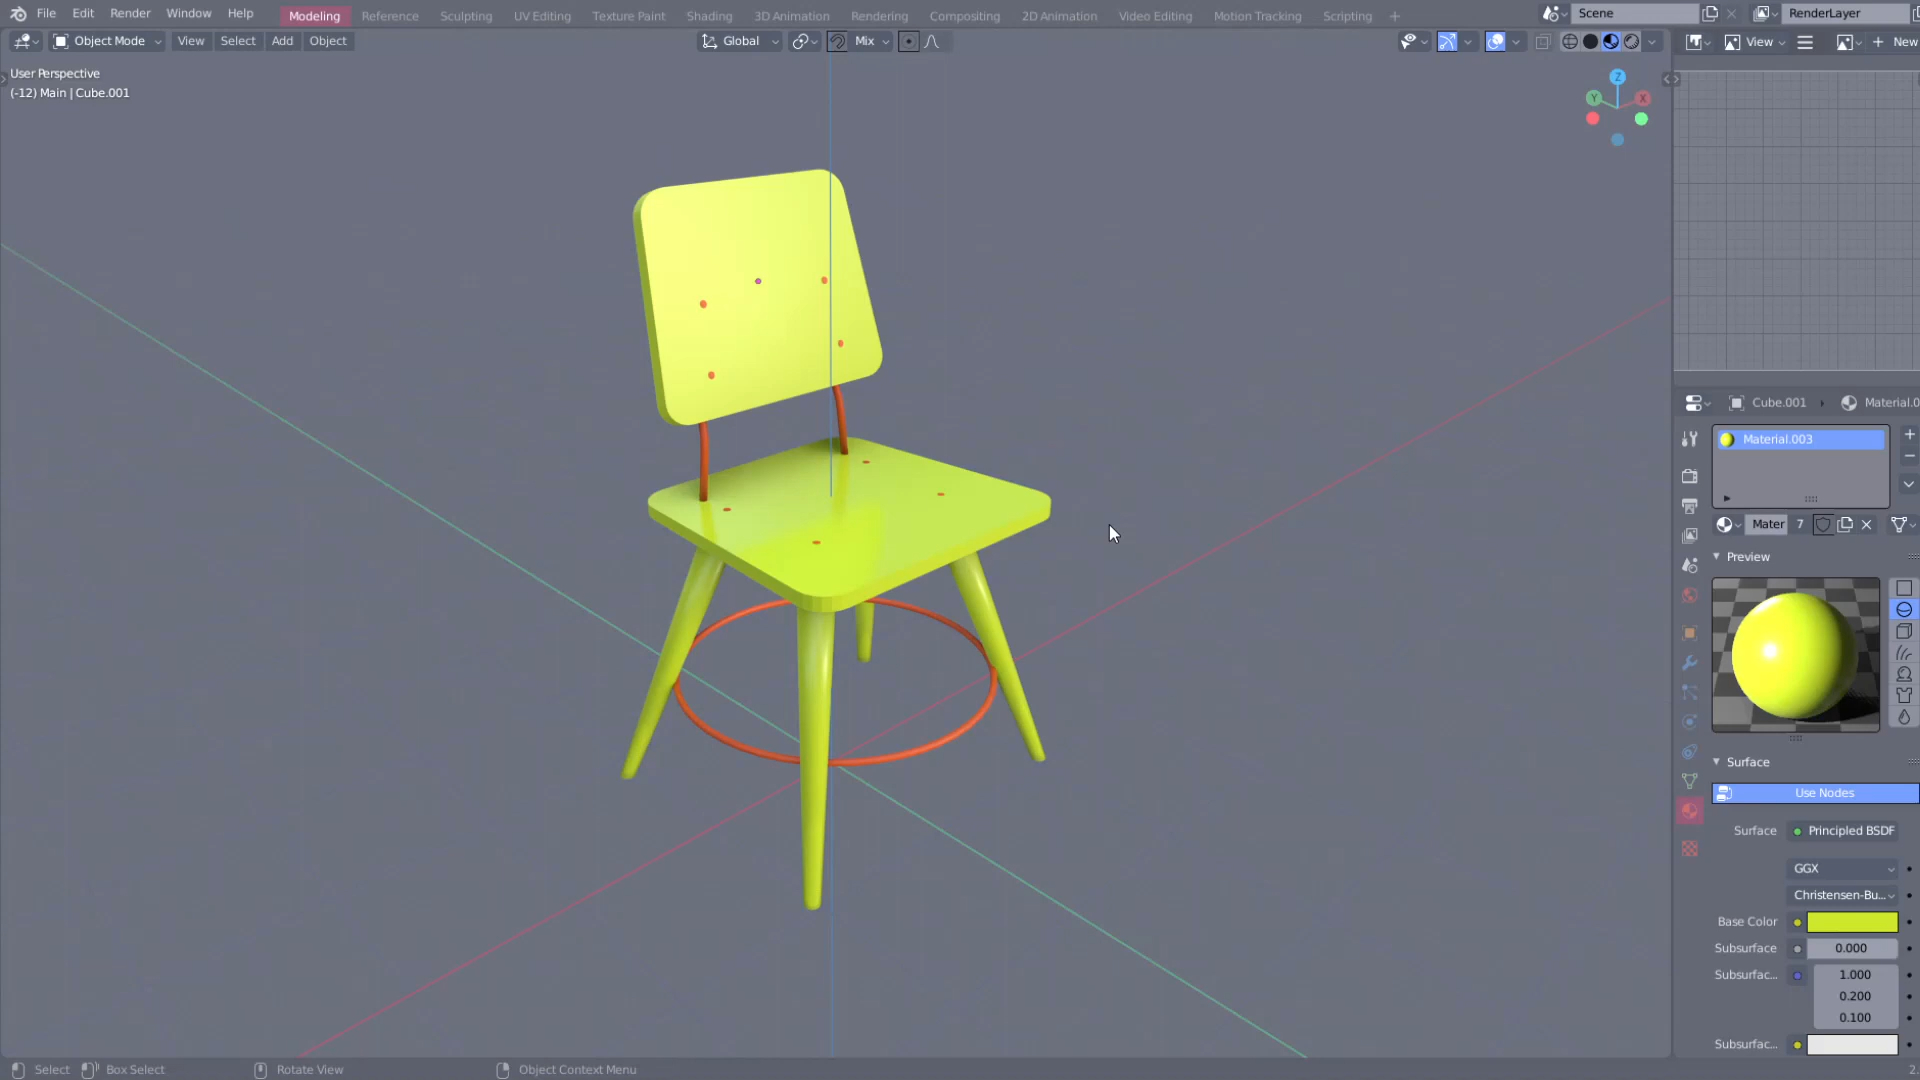 File Edit Render Window Help
Modeling Reference Sculpting UV Editing Texture Paint Shading 3D Animation Rendering Compositing 2D Animation Video Editing Motion Tracking Scripting +
Scene
RenderLayer
Object Mode View Select Add Object
Global
Mix
View
+ New
User Perspective
(-12) Main | Cube.001
Z
Y
X
Cube.001
Material.0
Material.003
Mater 7
Preview
Surface
Use Nodes
Surface Principled BSDF
GGX
Christensen-Bu...
Base Color
Subsurface 0.000
Subsurfac... 1.000
0.200
0.100
Subsurfac...
Select Box Select Rotate View Object Context Menu
2.